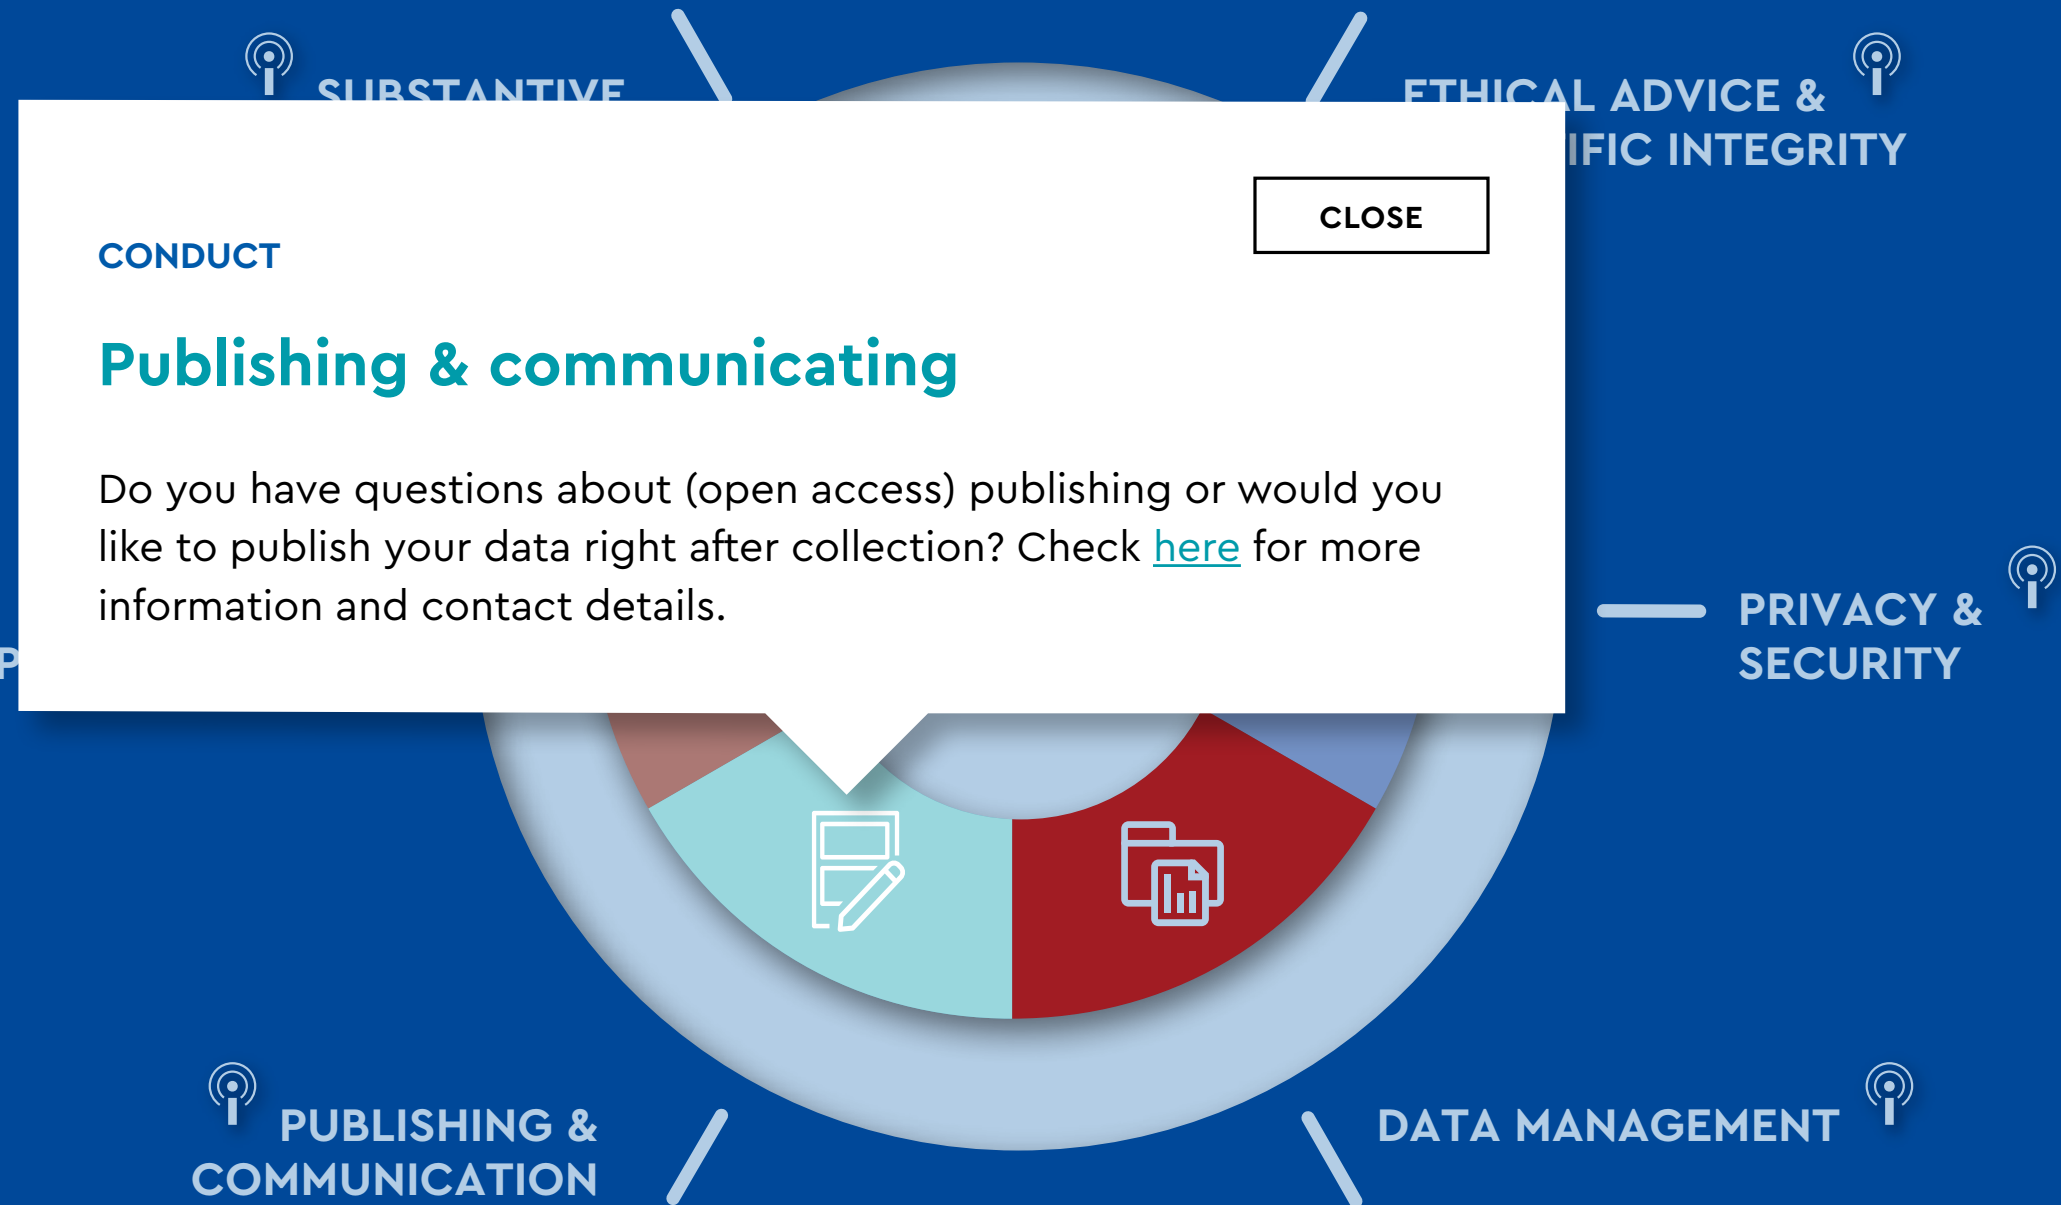 SUBSTANTIVE
ETHICAL ADVICE &
INTEGRITY
CLOSE
CONDUCT
Publishing & communicating
Do you have questions about (open access) publishing or would you
like to publish your data right after collection? Check here for more
information and contact details.
PRIVACY &
SECURITY
PUBLISHING &
COMMUNICATION
DATA MANAGEMENT